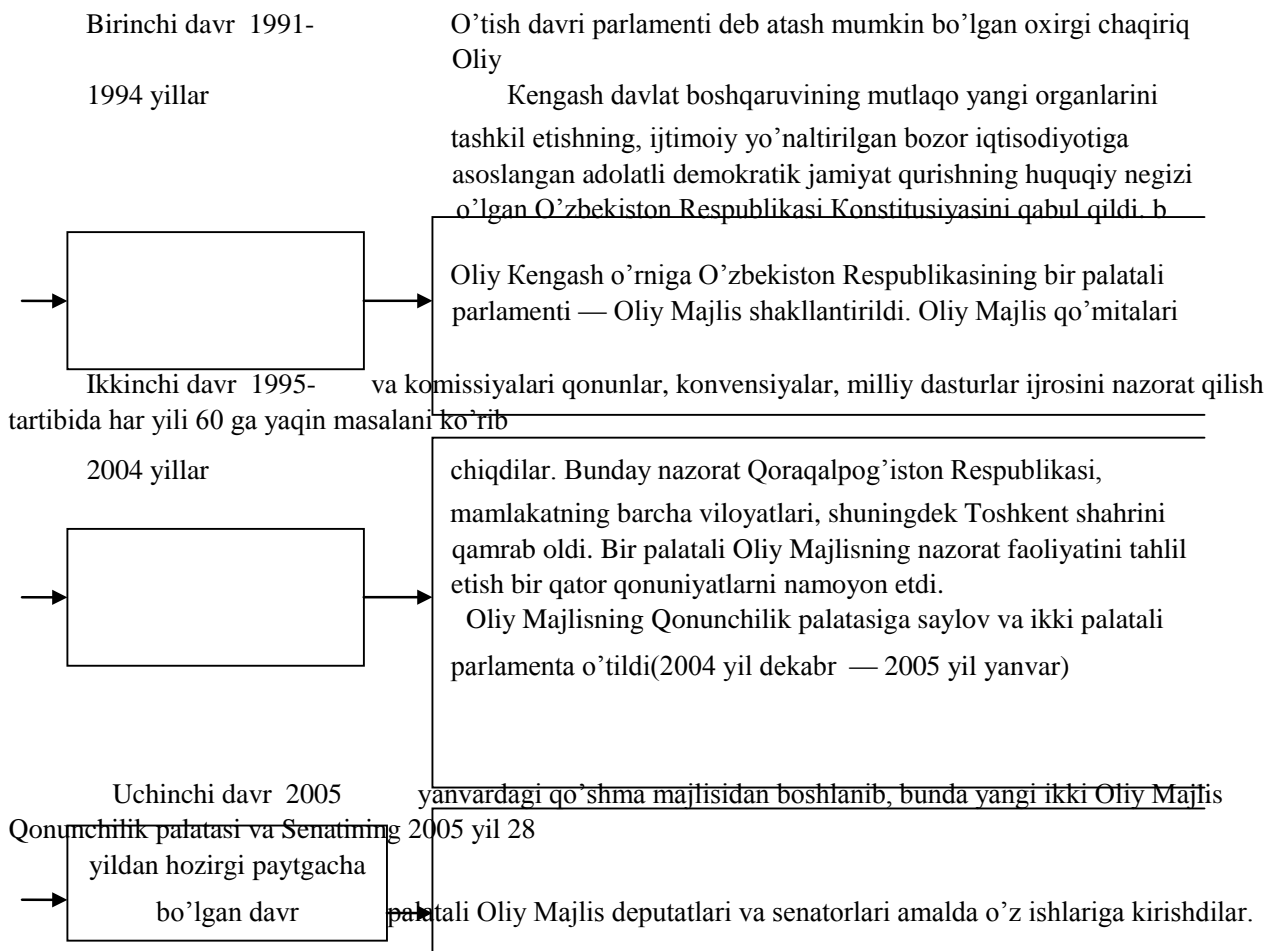 Birinchi davr 1991- O’tish davri parlamenti deb atash mumkin bo’lgan oxirgi chaqiriq
Oliy
1994 yillar Kengash davlat boshqaruvining mutlaqo yangi organlarini
tashkil etishning, ijtimoiy yo’naltirilgan bozor iqtisodiyotiga
asoslangan adolatli demokratik jamiyat qurishning huquqiy negizi
o’lgan O’zbekiston Respublikasi Konstitusiyasini qabul qildi. b
Oliy Kengash o’rniga O’zbekiston Respublikasining bir palatali
parlamenti — Oliy Majlis shakllantirildi. Oliy Majlis qo’mitalari
Ikkinchi davr 1995- va komissiyalari qonunlar, konvensiyalar, milliy dasturlar ijrosini nazorat qilish
tartibida har yili 60 ga yaqin masalani ko’rib
2004 yillar chiqdilar. Bunday nazorat Qoraqalpog’iston Respublikasi,
mamlakatning barcha viloyatlari, shuningdek Toshkent shahrini
qamrab oldi. Bir palatali Oliy Majlisning nazorat faoliyatini tahlil
etish bir qator qonuniyatlarni namoyon etdi.
Oliy Majlisning Qonunchilik palatasiga saylov va ikki palatali
parlamenta o’tildi(2004 yil dekabr — 2005 yil yanvar)
Uchinchi davr 2005 yanvardagi qo’shma majlisidan boshlanib, bunda yangi ikki Oliy Majlis
Qonunchilik palatasi va Senatining 2005 yil 28
yildan hozirgi paytgacha
bo’lgan davr palatali Oliy Majlis deputatlari va senatorlari amalda o’z ishlariga kirishdilar.